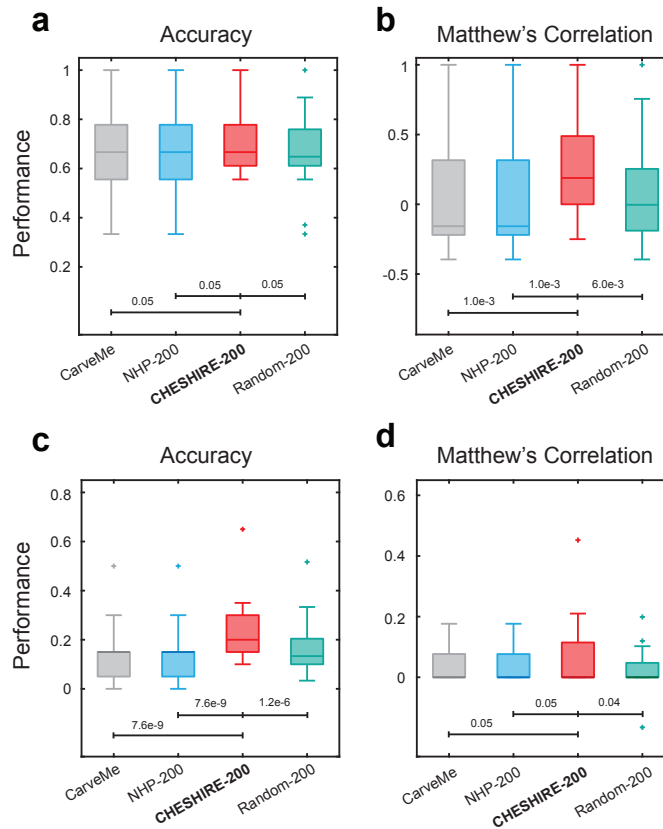 a
Accuracy
Performance
1
0.8
0.6
0.4
0.2
0.05
0.05
0.05
CarveMe
NHP-200
CHESHIRE-200
Random-200
b
Matthew's Correlation
1
0.5
0
-0.5
1.0e-3
6.0e-3
1.0e-3
CarveMe
NHP-200
CHESHIRE-200
Random-200
c
Accuracy
Performance
0.8
0.6
0.4
0.2
0
7.6e-9
1.2e-6
7.6e-9
CarveMe
NHP-200
CHESHIRE-200
Random-200
d
Matthew's Correlation
0.6
0.4
0.2
0
0.05
0.04
0.05
CarveMe
NHP-200
CHESHIRE-200
Random-200